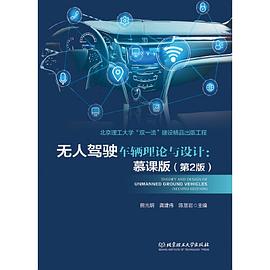 北京理工大学“双一流”建设精品出版工程
无人驾驶车辆理论与设计：
慕课版（第2版）
THEORY AND DESIGN OF
UNMANNED GROUND VEHICLES
(SECOND EDITION)
熊光明 龚建伟 陈慧岩 ◎ 主编
北京理工大学出版社